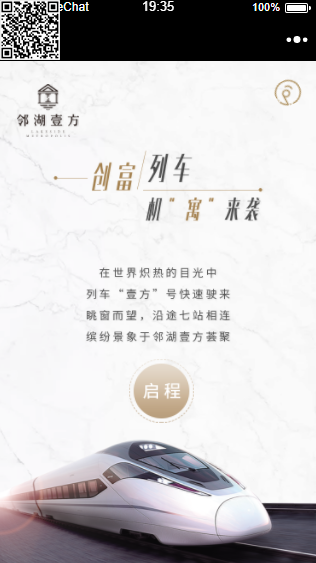 eChat 19:35 100%
邻湖壹方
LAKESIDE
METROPOLIS
创富列车
机“寓”来袭
在世界炽热的目光中
列车“壹方”号快速驶来
眺窗而望，沿途七站相连
缤纷景象于邻湖壹方荟聚
启程